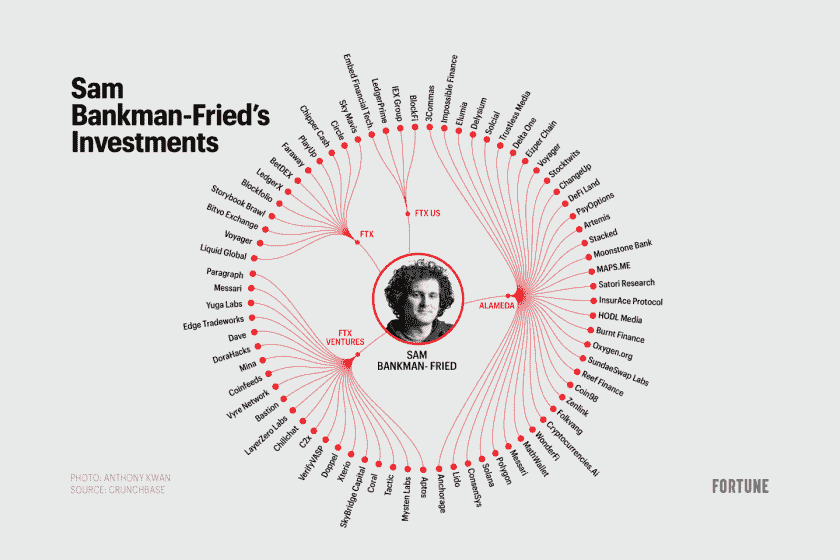 Sam
Bankman-Fried's
Investments
Embed Financial Tech.
LedgerPrime
IEX Group
BlockFi
3Commas
Impossible Finance
Elumia
Delysium
Solcial
Trustless Media
Delta One
Eizper Chain
Voyager
Stocktwits
ChangeUp
DeFi Land
PsyOptions
Artemis
Stacked
Moonstone Bank
MAPS.ME
Satori Research
InsurAce Protocol
HODL Media
Burnt Finance
Oxygen.org
SundaeSwap Labs
Reef Finance
Coin98
Zenlink
Folkvang
Cryptocurrencies.Ai
WonderFi
MathWallet
Messari
Polygon
Solana
ConsenSys
Lido
Anchorage
Aptos
Mysten Labs
Tactic
Coral
SkyBridge Capital
Xterio
Doppel
VerifyVASP
C2x
Chillchat
LayerZero Labs
Bastion
Vyre Network
Coinfeeds
Mina
DoraHacks
Dave
Edge Tradeworks
Yuga Labs
Messari
Paragraph
Liquid Global
Voyager
Bitvo Exchange
Storybook Brawl
Blockfolio
LedgerX
BetDEX
Faraway
PlayUp
Chipper Cash
Circle
Sky Mavis
FTX US
FTX
ALAMEDA
FTX
VENTURES
SAM
BANKMAN- FRIED
PHOTO: ANTHONY KWAN
SOURCE: CRUNCHBASE
FORTUNE